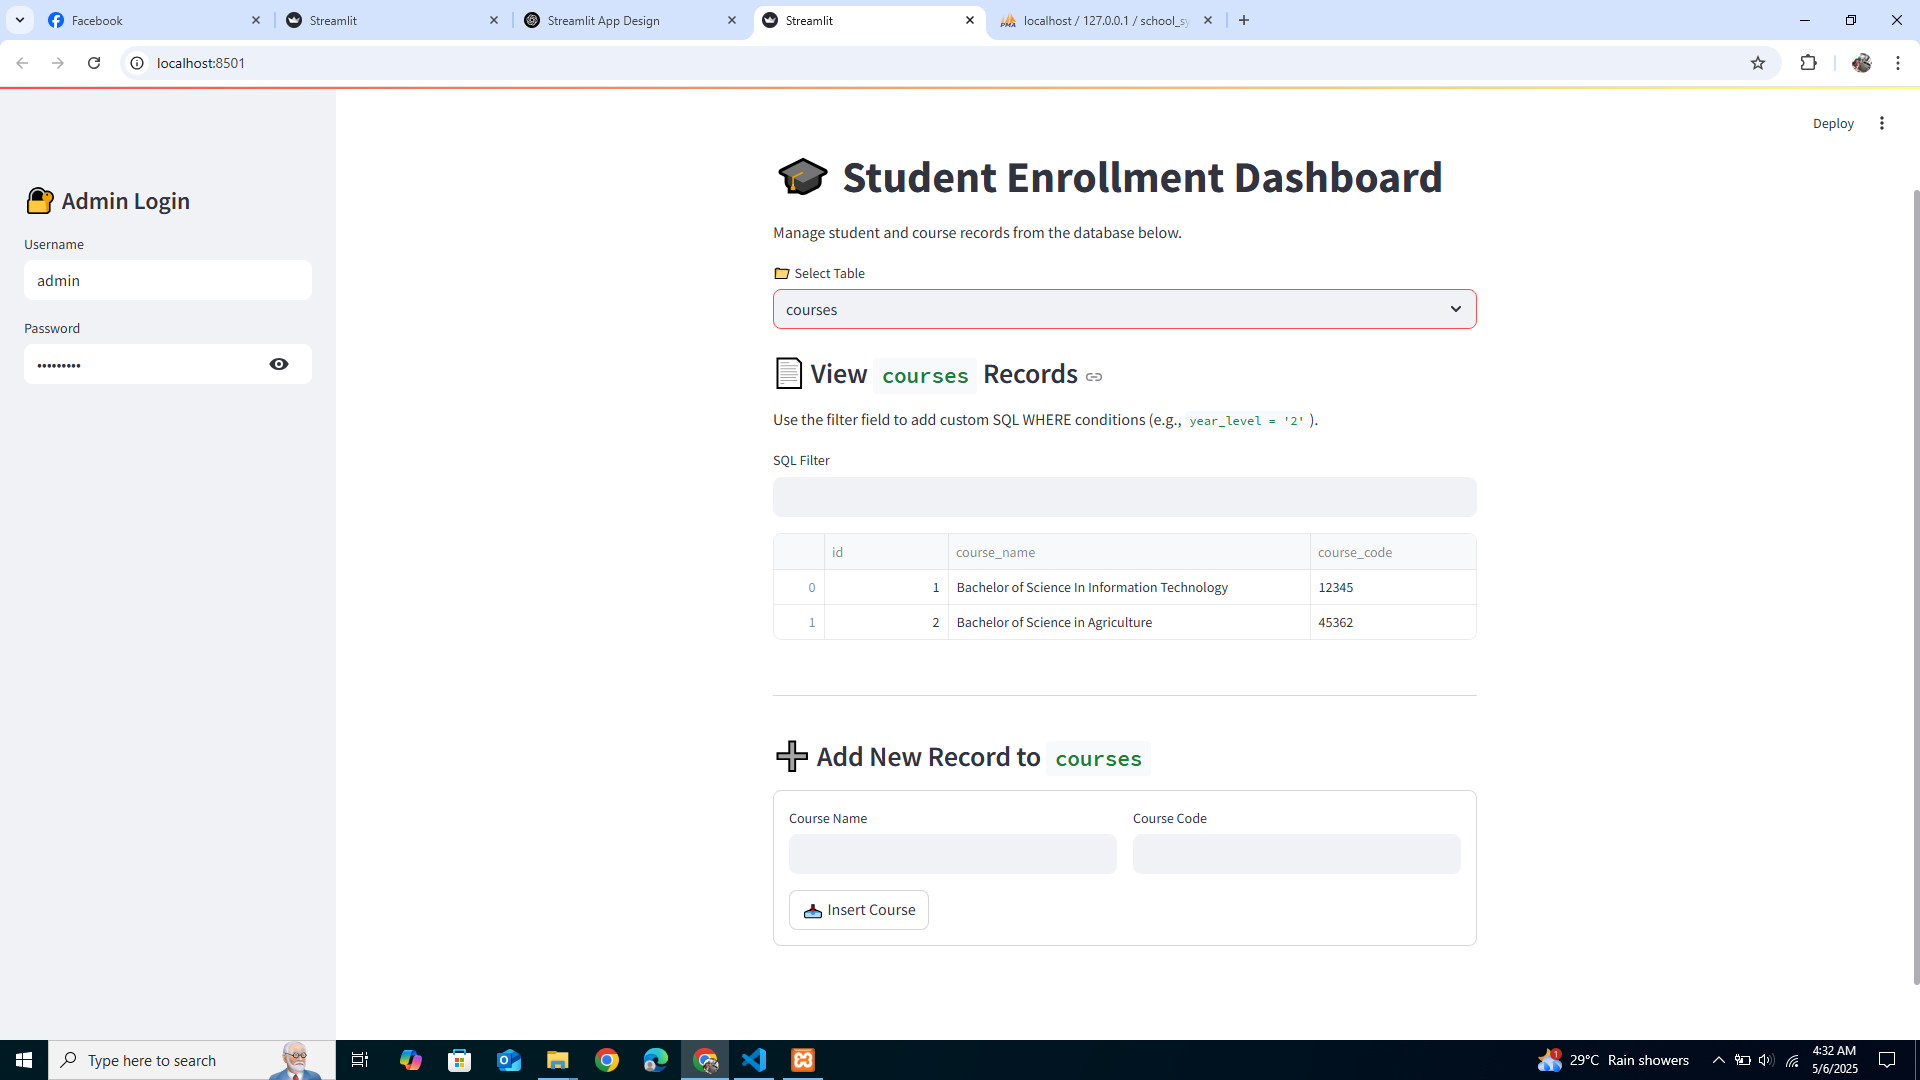 Facebook
Streamlit
Streamlit App Design
Streamlit
localhost / 127.0.0.1 / school_sy
localhost:8501
Deploy
Admin Login
Username
admin
Password
Student Enrollment Dashboard
Manage student and course records from the database below.
Select Table
courses
View courses Records
Use the filter field to add custom SQL WHERE conditions (e.g., year_level = '2' ).
SQL Filter
id course_name course_code
0 1 Bachelor of Science In Information Technology 12345
1 2 Bachelor of Science in Agriculture 45362
Add New Record to courses
Course Name Course Code
Insert Course
Type here to search
1
29°C Rain showers
4:32 AM
5/6/2025